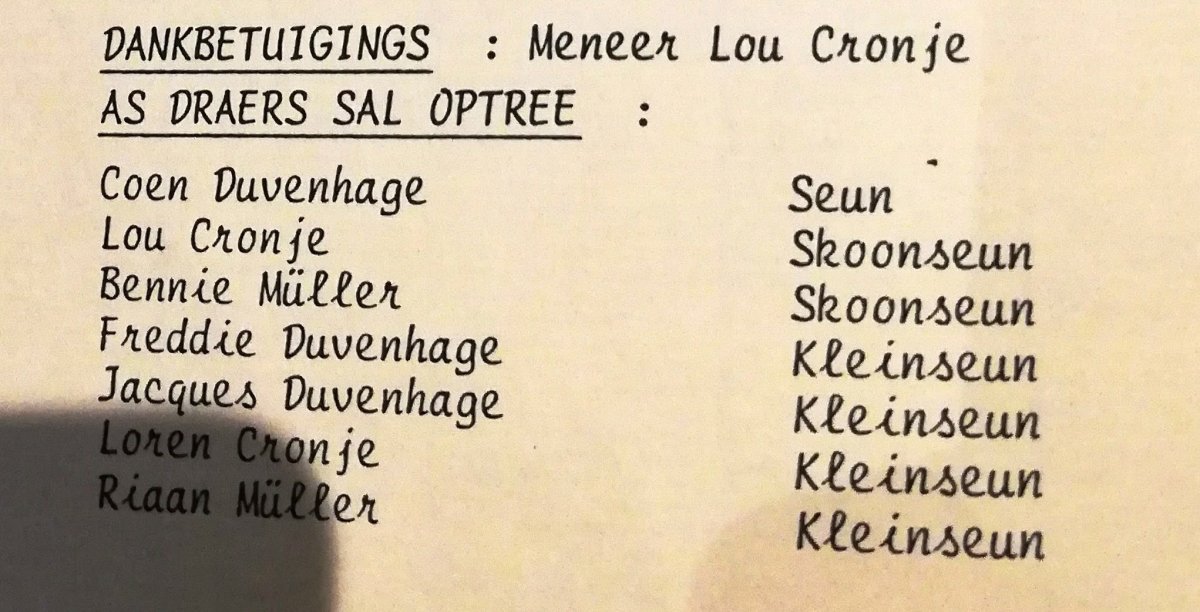 DANKBETUIGINGS : Meneer Lou Cronje
AS DRAERS SAL OPTREE :
Coen Duvenhage Seun
Lou Cronje Skoonseun
Bennie Müller Skoonseun
Freddie Duvenhage Kleinseun
Jacques Duvenhage Kleinseun
Loren Cronje Kleinseun
Riaan Müller Kleinseun